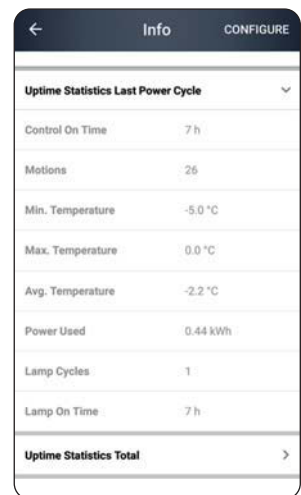 Info CONFIGURE
Uptime Statistics Last Power Cycle
Control On Time 7 h
Motions 26
Min. Temperature -5.0 °C
Max. Temperature 0.0 °C
Avg. Temperature -2.2 °C
Power Used 0.44 kWh
Lamp Cycles 1
Lamp On Time 7 h
Uptime Statistics Total